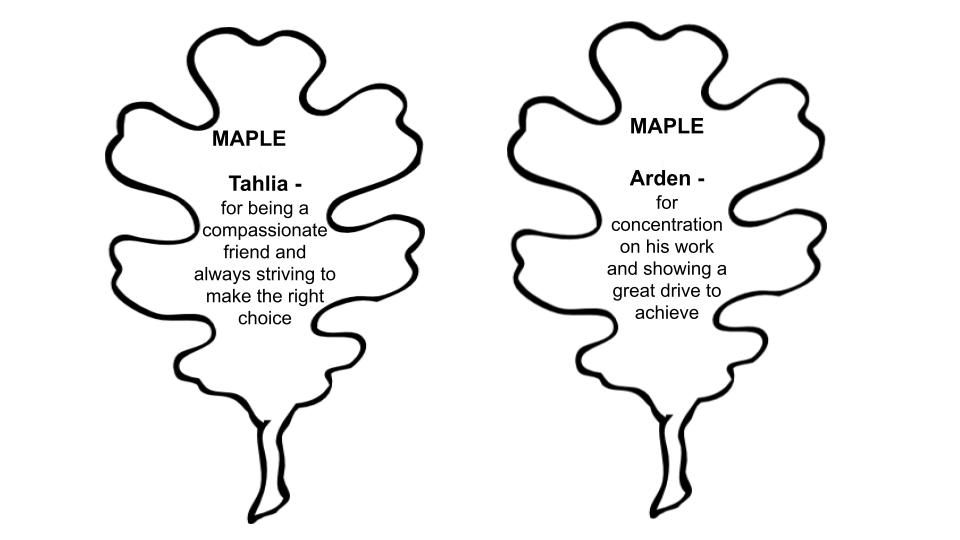 MAPLE
Tahlia -
for being a
compassionate
friend and
always striving to
make the right
choice
MAPLE
Arden -
for
concentration
on his work
and showing a
great drive to
achieve